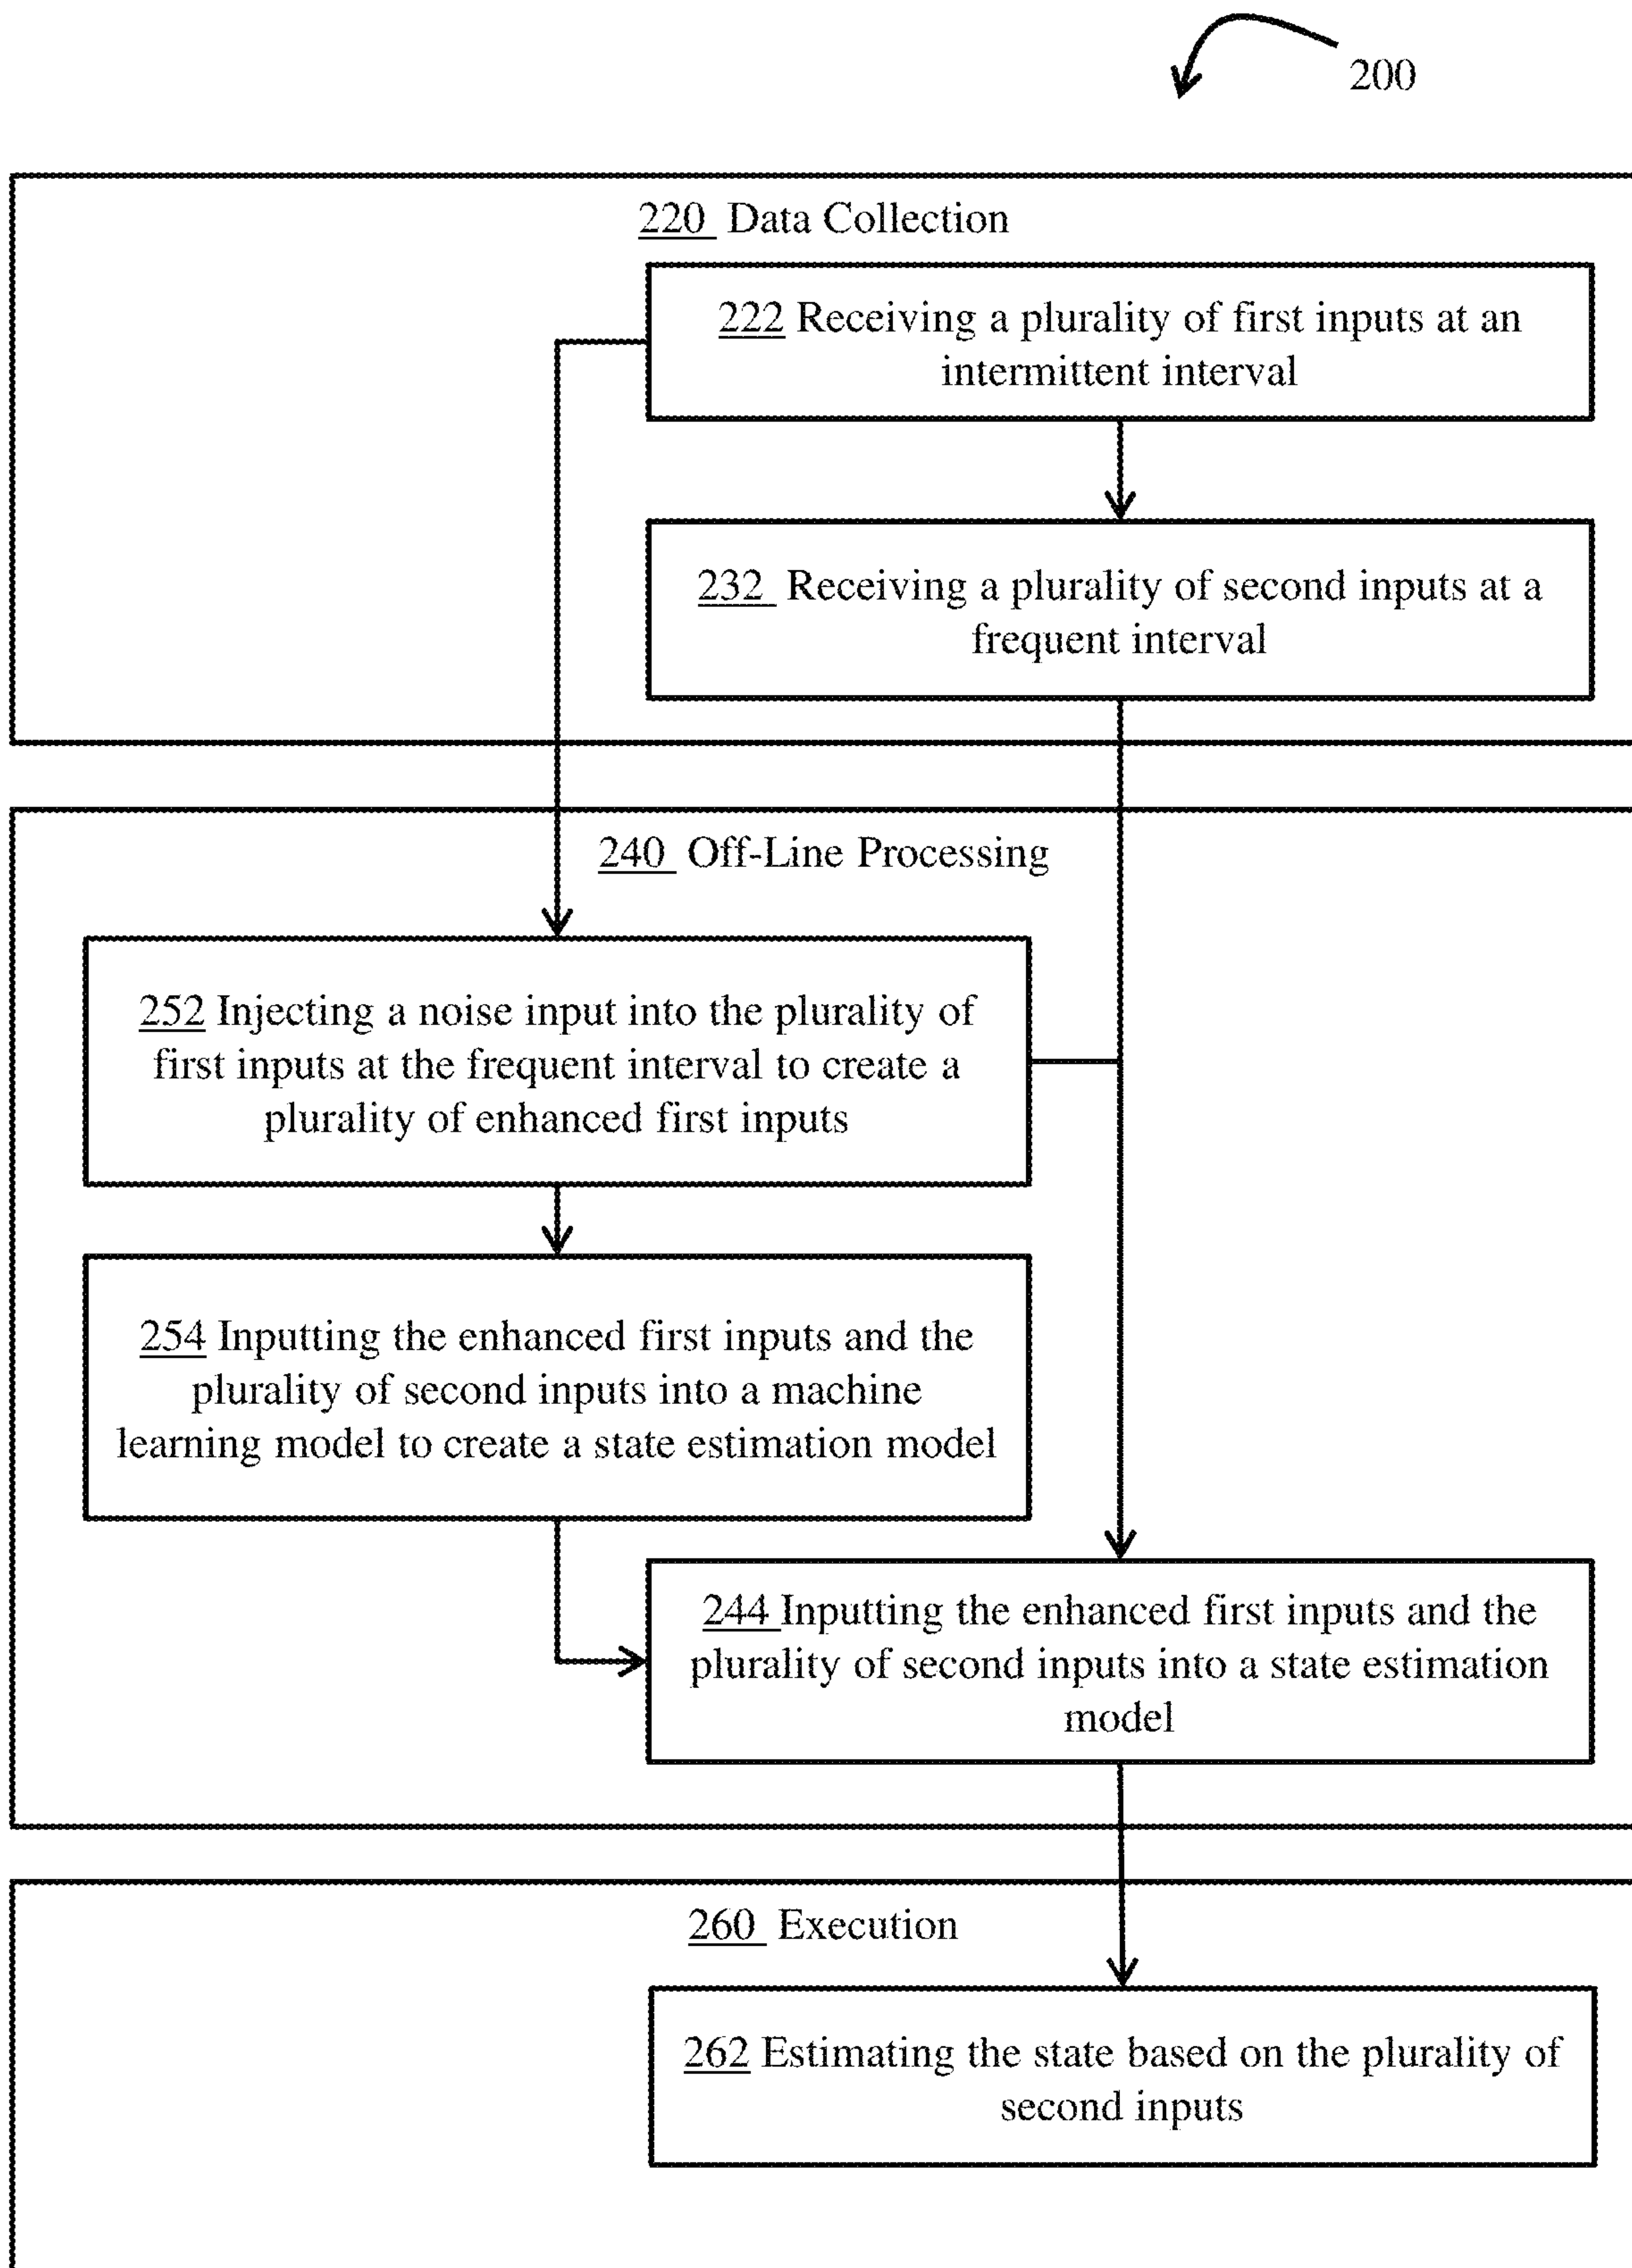 200
220 Data Collection
222 Receiving a plurality of first inputs at an
intermittent interval
232 Receiving a plurality of second inputs at a
frequent interval
240 Off-Line Processing
252 Injecting a noise input into the plurality of
first inputs at the frequent interval to create a
plurality of enhanced first inputs
254 Inputting the enhanced first inputs and the
plurality of second inputs into a machine
learning model to create a state estimation model
244 Inputting the enhanced first inputs and the
plurality of second inputs into a state estimation
model
260 Execution
262 Estimating the state based on the plurality of
second inputs